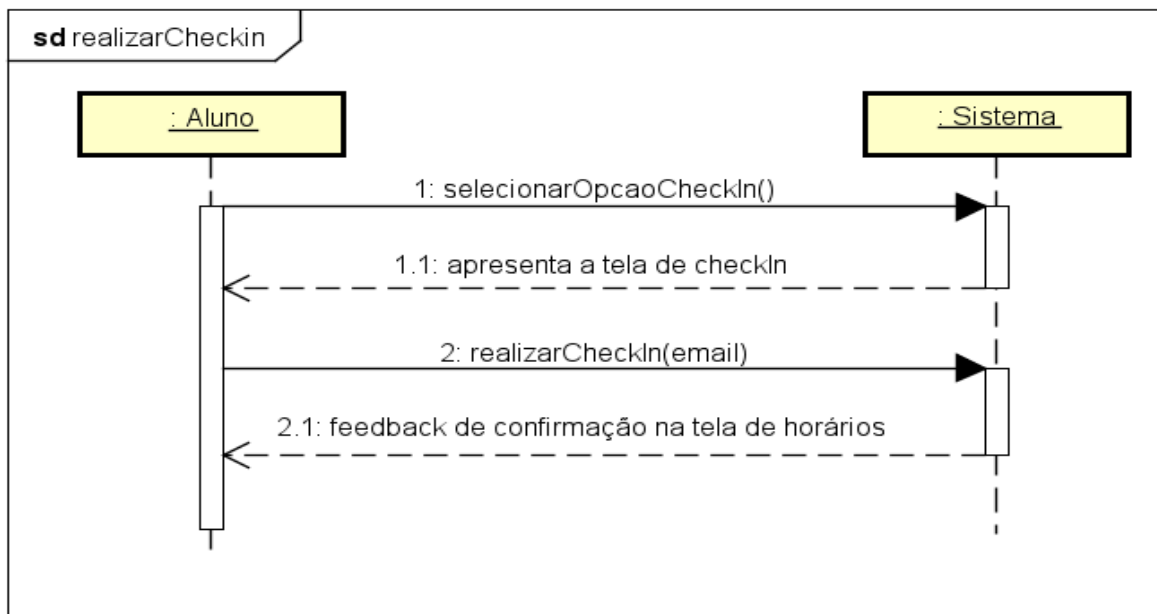 sd realizarCheckin
: Aluno
: Sistema
1: selecionarOpcaoCheckIn()
1.1: apresenta a tela de checkIn
2: realizarCheckIn(email)
2.1: feedback de confirmação na tela de horários